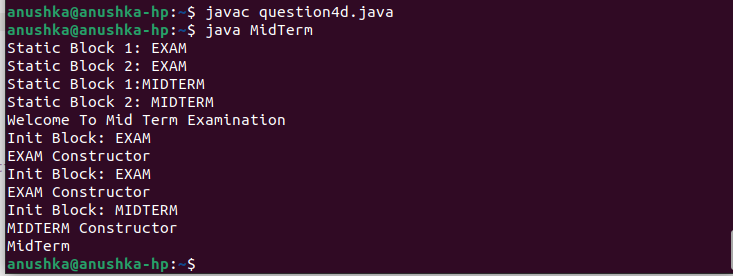 anushka@anushka-hp:~$ javac question4d.java
anushka@anushka-hp:~$ java MidTerm
Static Block 1: EXAM
Static Block 2: EXAM
Static Block 1:MIDTERM
Static Block 2: MIDTERM
Welcome To Mid Term Examination
Init Block: EXAM
EXAM Constructor
Init Block: EXAM
EXAM Constructor
Init Block: MIDTERM
MIDTERM Constructor
MidTerm
anushka@anushka-hp:~$